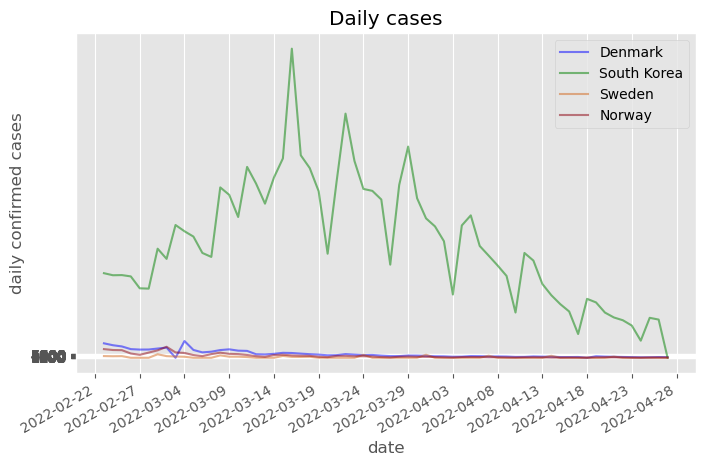 Daily cases
Denmark
South Korea
Sweden
Norway
daily confirmed cases
2022-02-22
2022-02-27
2022-03-04
2022-03-09
2022-03-14
2022-03-19
2022-03-24
2022-03-29
2022-04-03
2022-04-08
2022-04-13
2022-04-18
2022-04-23
2022-04-28
date